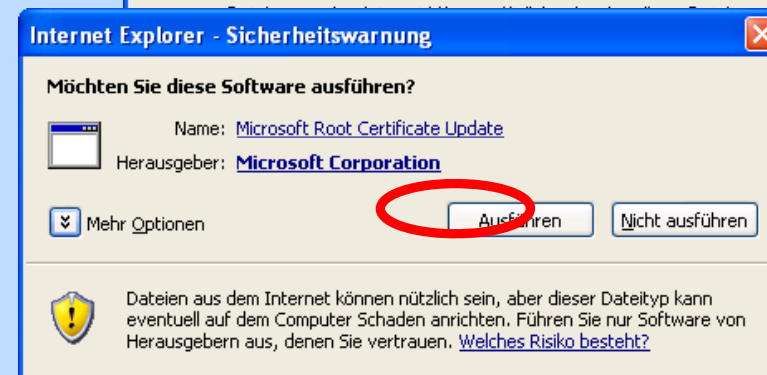 Internet Explorer - Sicherheitswarnung
Möchten Sie diese Software ausführen?
Name: Microsoft Root Certificate Update
Herausgeber: Microsoft Corporation
Mehr Optionen
Ausführen
Nicht ausführen
Dateien aus dem Internet können nützlich sein, aber dieser Dateityp kann
eventuell auf dem Computer Schaden anrichten. Führen Sie nur Software von
Herausgebern aus, denen Sie vertrauen. Welches Risiko besteht?